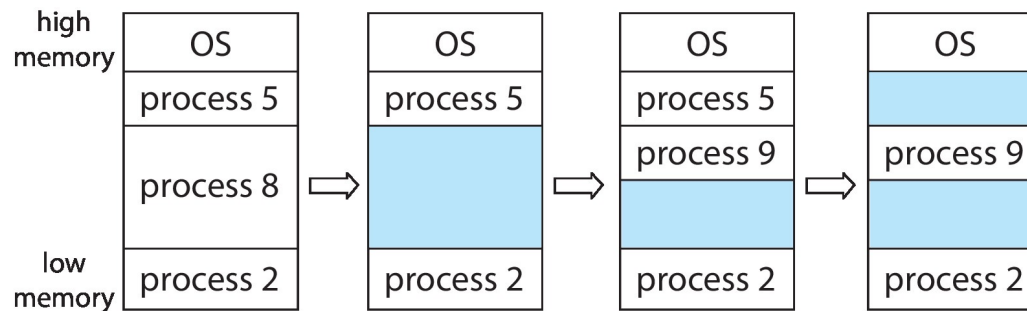 high
memory
OS
process 5
process 8
process 2
low
memory
OS
process 5
process 2
OS
process 5
process 9
process 2
OS
process 9
process 2